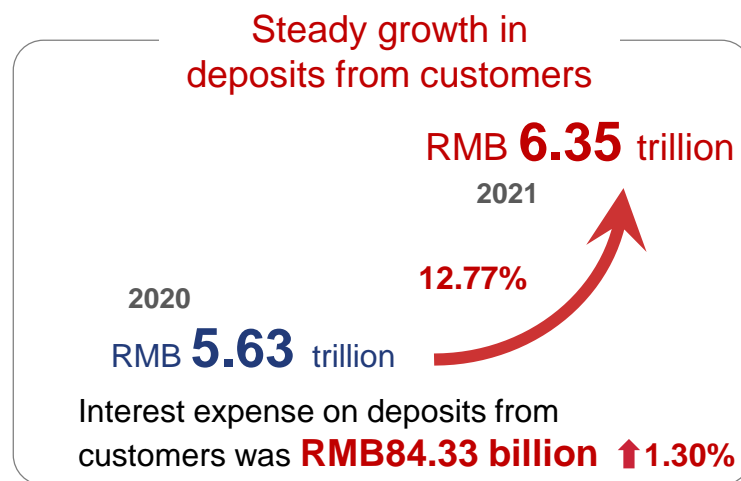 Steady growth in
deposits from customers
RMB 6.35 trillion
2021
12.77%
2020
RMB 5.63 trillion
Interest expense on deposits from
customers was RMB84.33 billion 1.30%